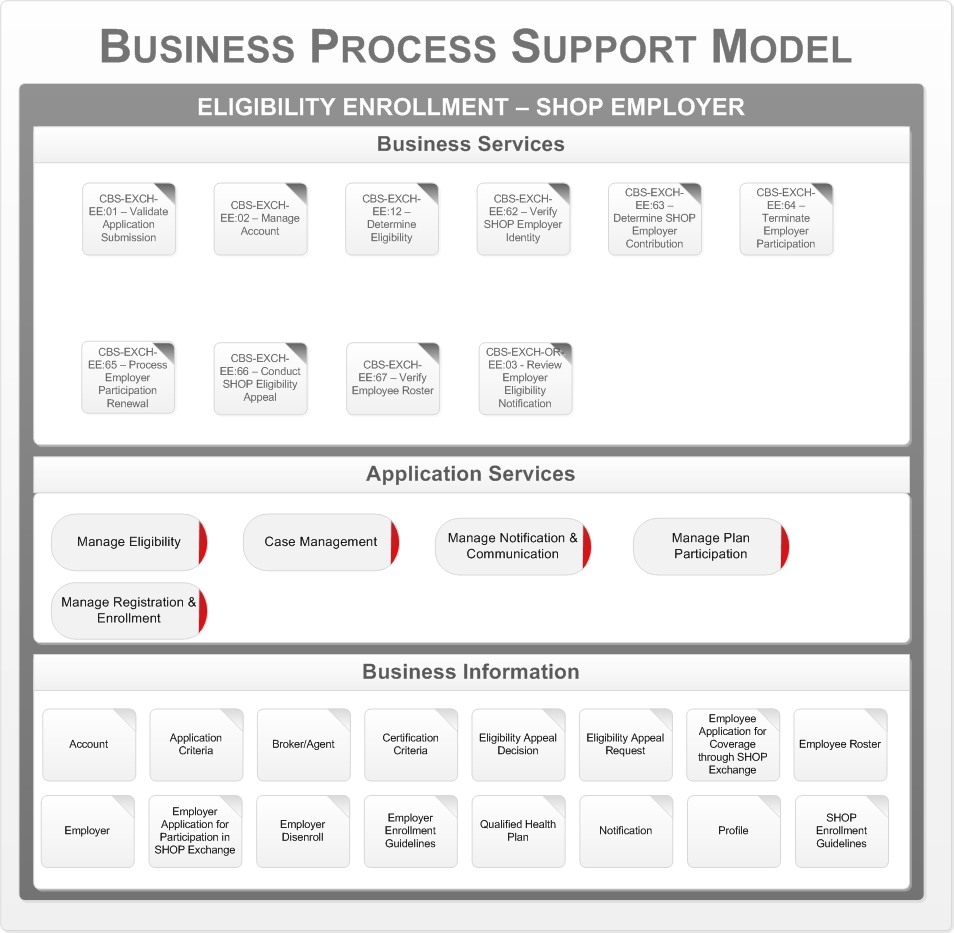 BUSINESS PROCESS SUPPORT MODEL
ELIGIBILITY ENROLLMENT – SHOP EMPLOYER
Business Services
CBS-EXCH-
EE:01 – Validate
Application
Submission
CBS-EXCH-
EE:02 – Manage
Account
CBS-EXCH-
EE:12 –
Determine
Eligibility
CBS-EXCH-
EE:62 – Verify
SHOP Employer
Identity
CBS-EXCH-
EE:63 –
Determine SHOP
Employer
Contribution
CBS-EXCH-
EE:64 –
Terminate
Employer
Participation
CBS-EXCH-
EE:65 – Process
Employer
Participation
Renewal
CBS-EXCH-
EE:66 – Conduct
SHOP Eligibility
Appeal
CBS-EXCH-
EE:67 – Verify
Employee Roster
CBS-EXCH-OR-
EE:03 - Review
Employer
Eligibility
Notification
Application Services
Manage Eligibility
Case Management
Manage Notification &
Communication
Manage Plan
Participation
Manage Registration &
Enrollment
Business Information
Account
Application
Criteria
Broker/Agent
Certification
Criteria
Eligibility Appeal
Decision
Eligibility Appeal
Request
Employee
Application for
Coverage
through SHOP
Exchange
Employee Roster
Employer
Employer
Application for
Participation in
SHOP Exchange
Employer
Disenroll
Employer
Enrollment
Guidelines
Qualified Health
Plan
Notification
Profile
SHOP
Enrollment
Guidelines